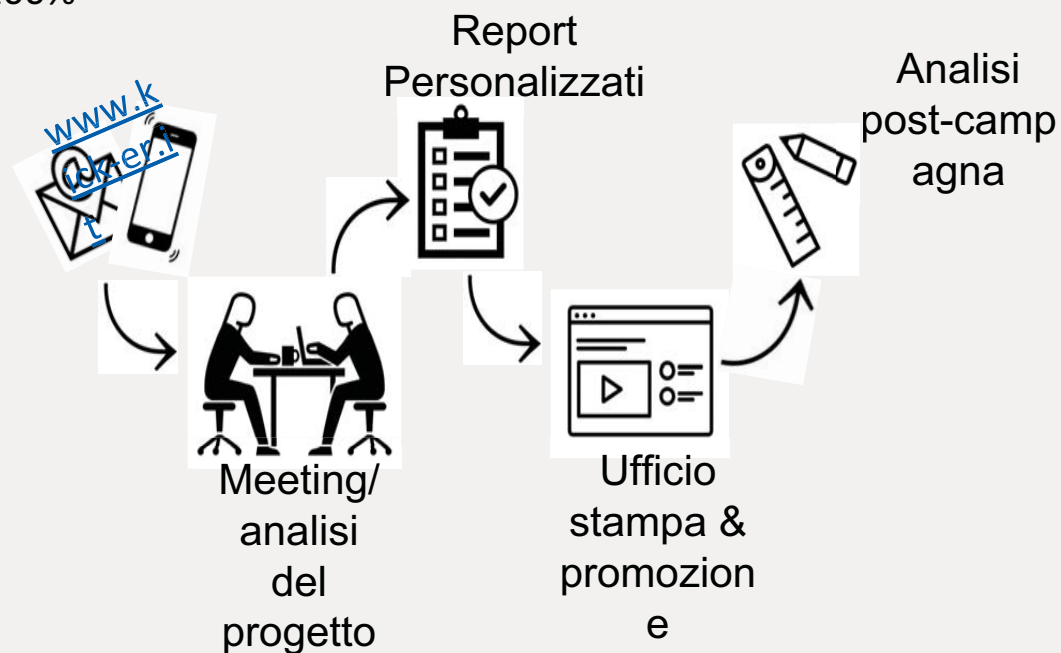 Report
Personalizzati
Analisi
post-camp
agna
www.k
ick-er.i
t
@
Meeting/
analisi
del
progetto
Ufficio
stampa &
promozion
e